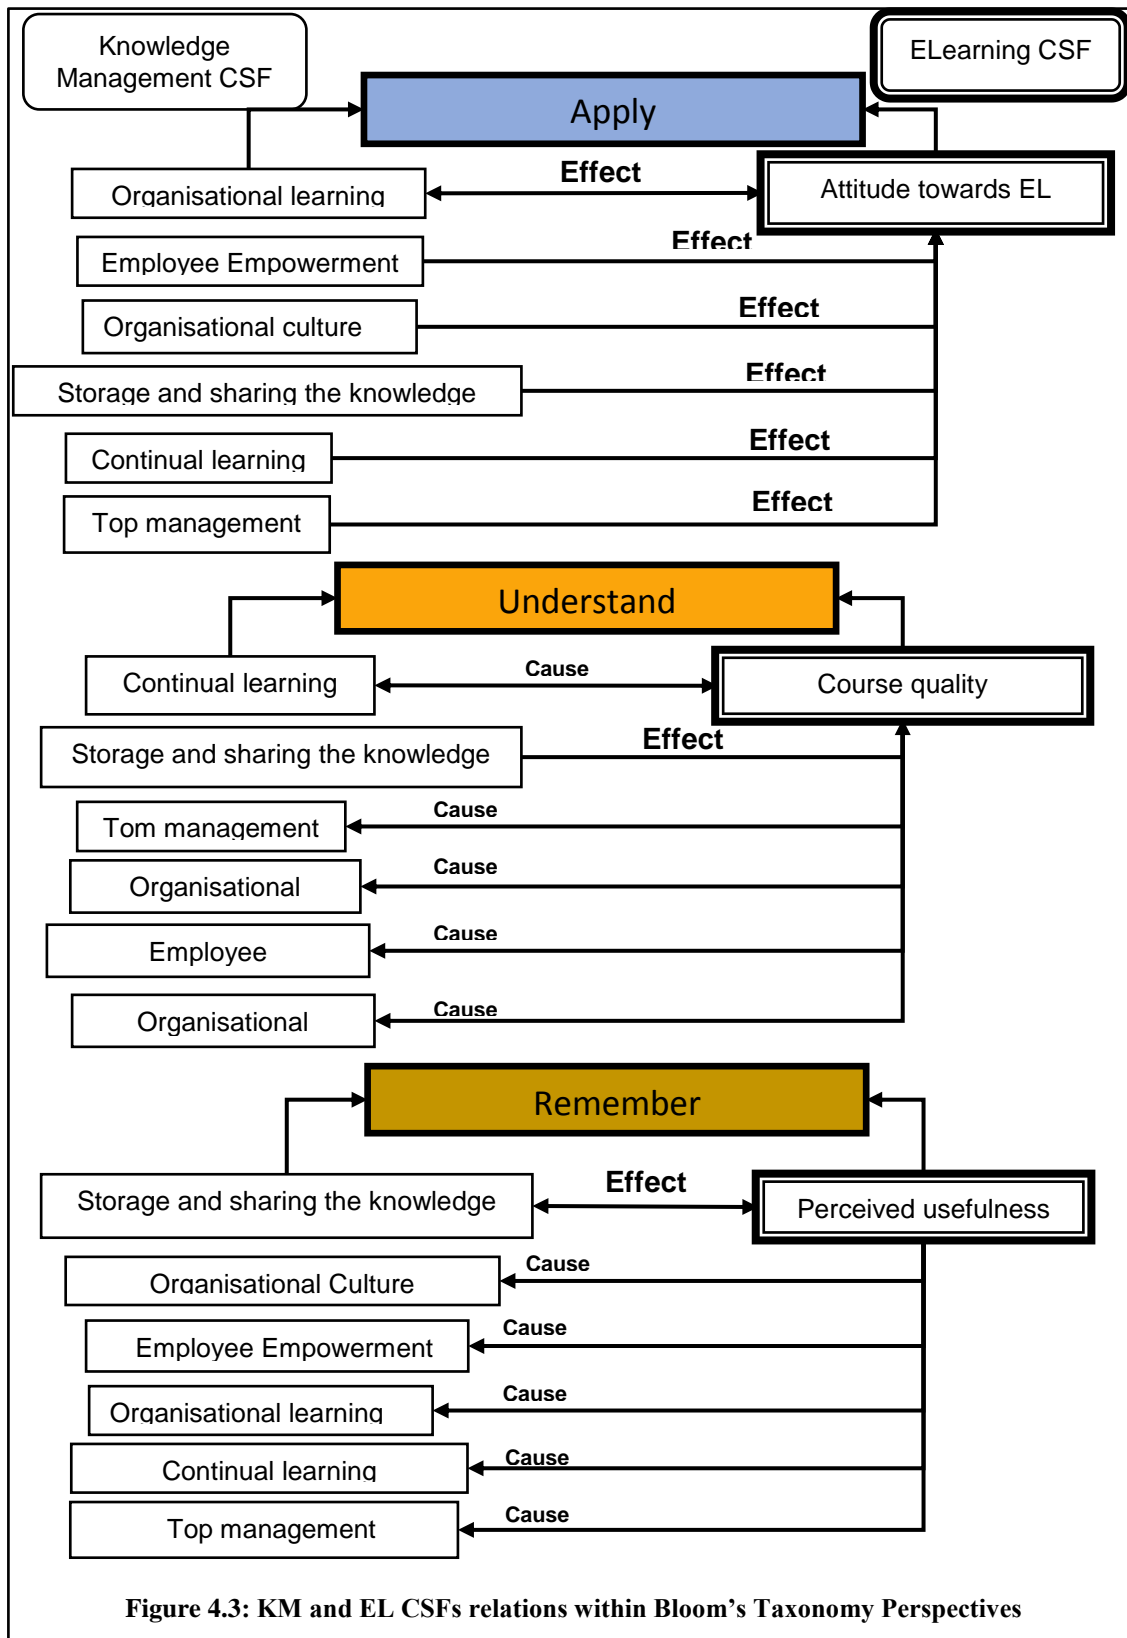 Knowledge
Management CSF
ELearning CSF
Apply
Organisational learning
Effect
Attitude towards EL
Employee Empowerment
Effect
Organisational culture
Effect
Storage and sharing the knowledge
Effect
Continual learning
Effect
Top management
Effect
Understand
Continual learning
Cause
Course quality
Storage and sharing the knowledge
Effect
Tom management
Cause
Organisational
Cause
Employee
Cause
Organisational
Cause
Remember
Storage and sharing the knowledge
Effect
Perceived usefulness
Organisational Culture
Cause
Employee Empowerment
Cause
Organisational learning
Cause
Continual learning
Cause
Top management
Cause
Figure 4.3: KM and EL CSFs relations within Bloom’s Taxonomy Perspectives